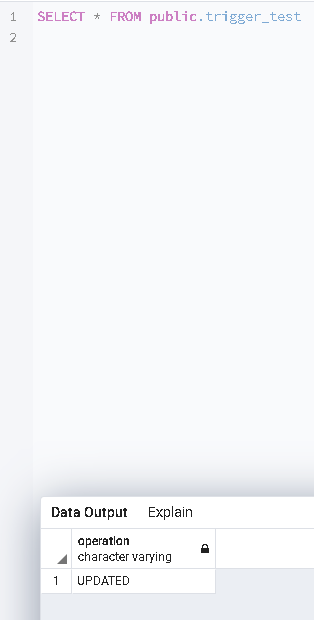 1 SELECT * FROM public.trigger_test
2
Data Output Explain
operation
character varying
1 UPDATED